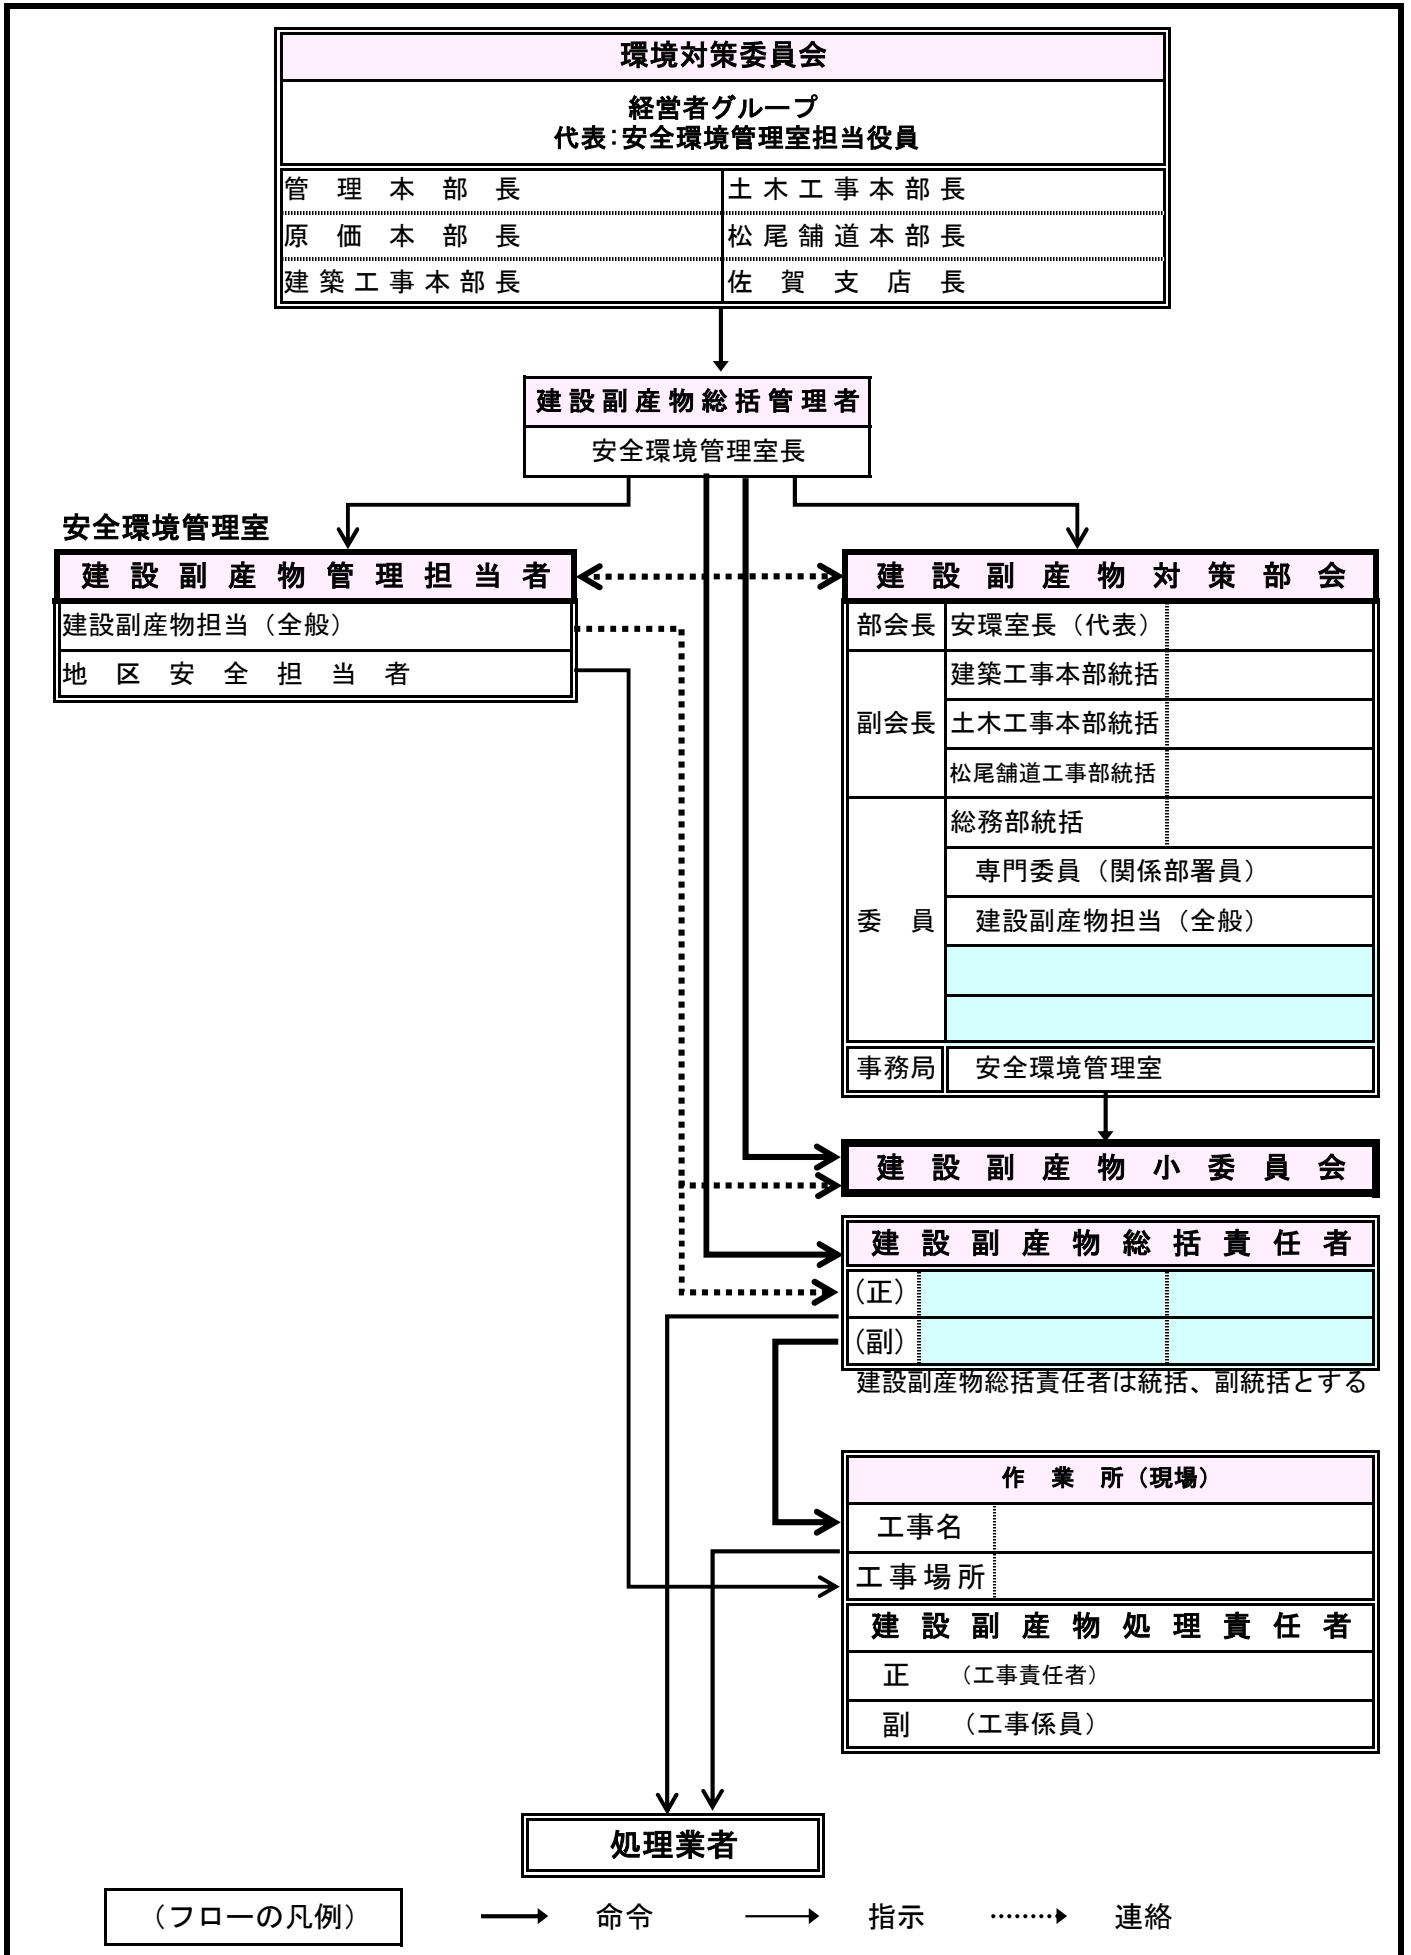 環境対策委員会
経営者グループ
代表：安全環境管理室担当役員
管理本部長 土木工事本部長
原価本部長 松尾舗道本部長
建築工事本部長 佐賀支店長
建設副産物総括管理者
安全環境管理室長
安全環境管理室
建設副産物管理担当者
建設副産物担当（全般）
地区安全担当者
建設副産物対策部会
部会長 安環室長（代表）
副会長
建築工事本部統括
土木工事本部統括
松尾舗道工事部統括
委員
総務部統括
専門委員（関係部署員）
建設副産物担当（全般）
事務局 安全環境管理室
建設副産物小委員会
建設副産物総括責任者
（正）
（副）
建設副産物総括責任者は統括、副統括とする
作業所（現場）
工事名
工事場所
建設副産物処理責任者
正 （工事責任者）
副 （工事係員）
処理業者
（フローの凡例） 命令 指示 連絡